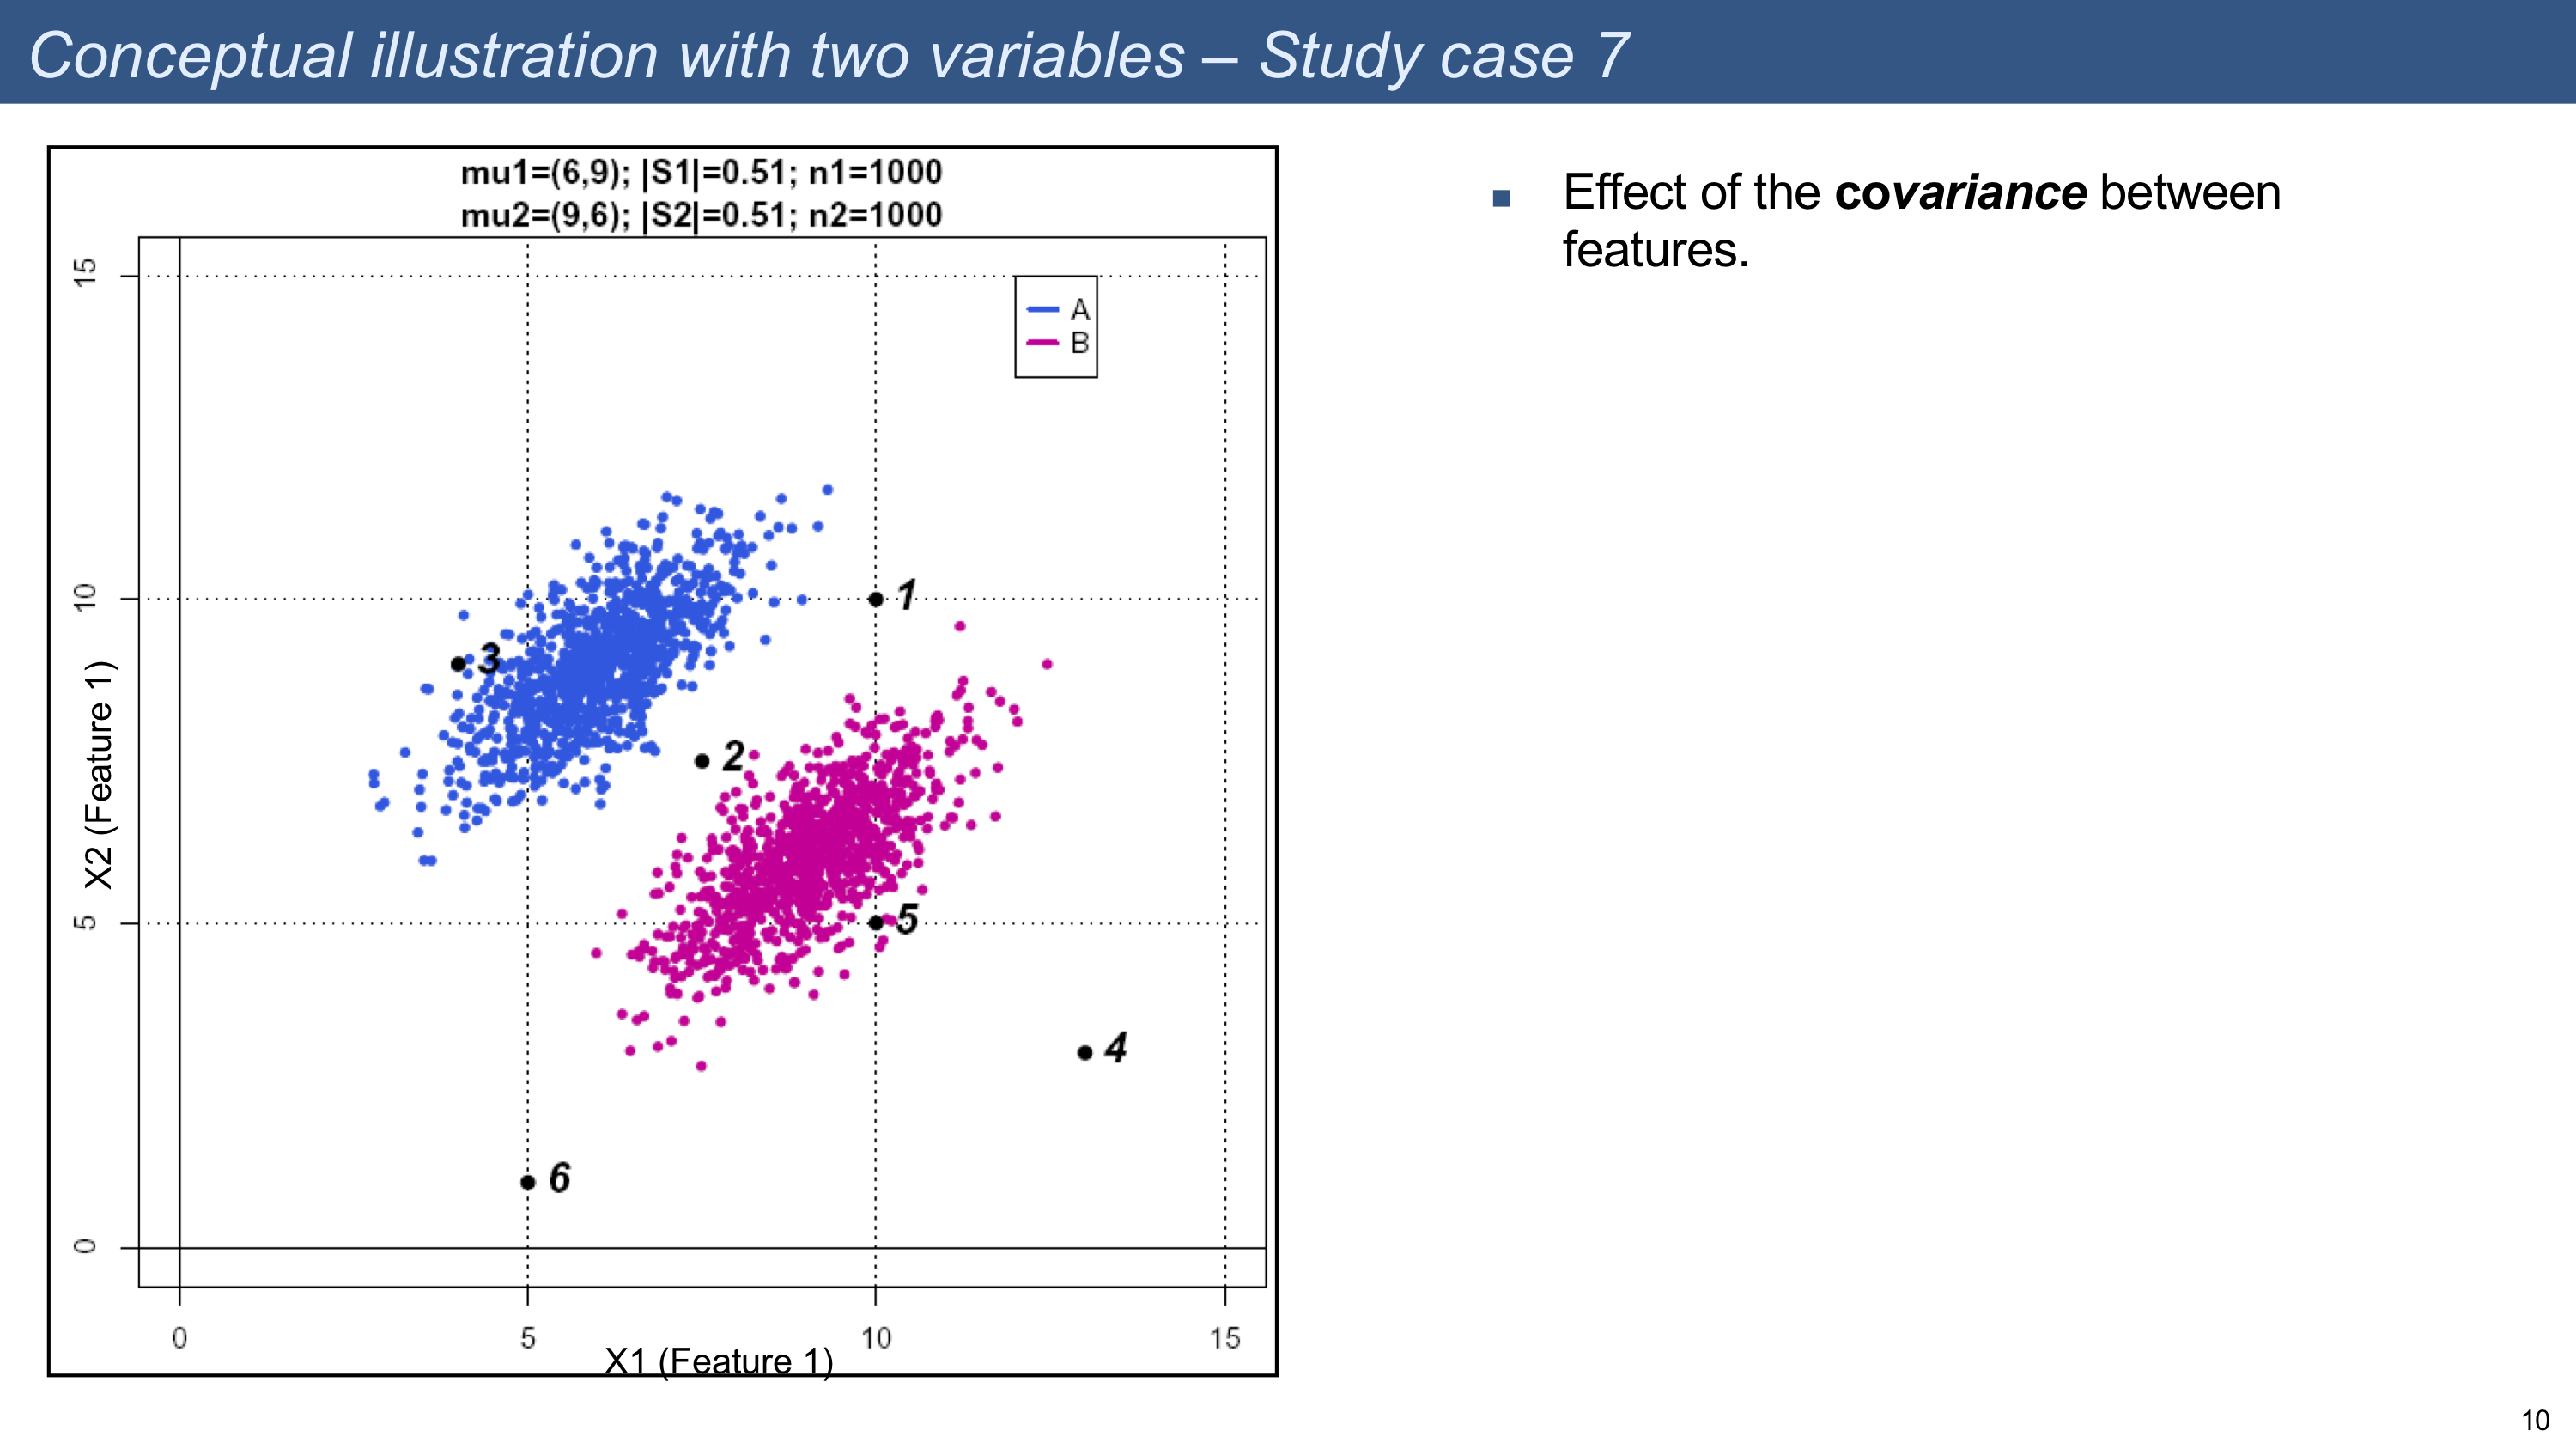 Conceptual illustration with two variables – Study case 7
mu1=(6,9); |S1|=0.51; n1=1000
mu2=(9,6); |S2|=0.51; n2=1000
■ Effect of the covariance between
features.
15
A
B
10
1
3
2
X2 (Feature 1)
5
5
4
6
0
0
5
10
15
X1 (Feature 1)
10